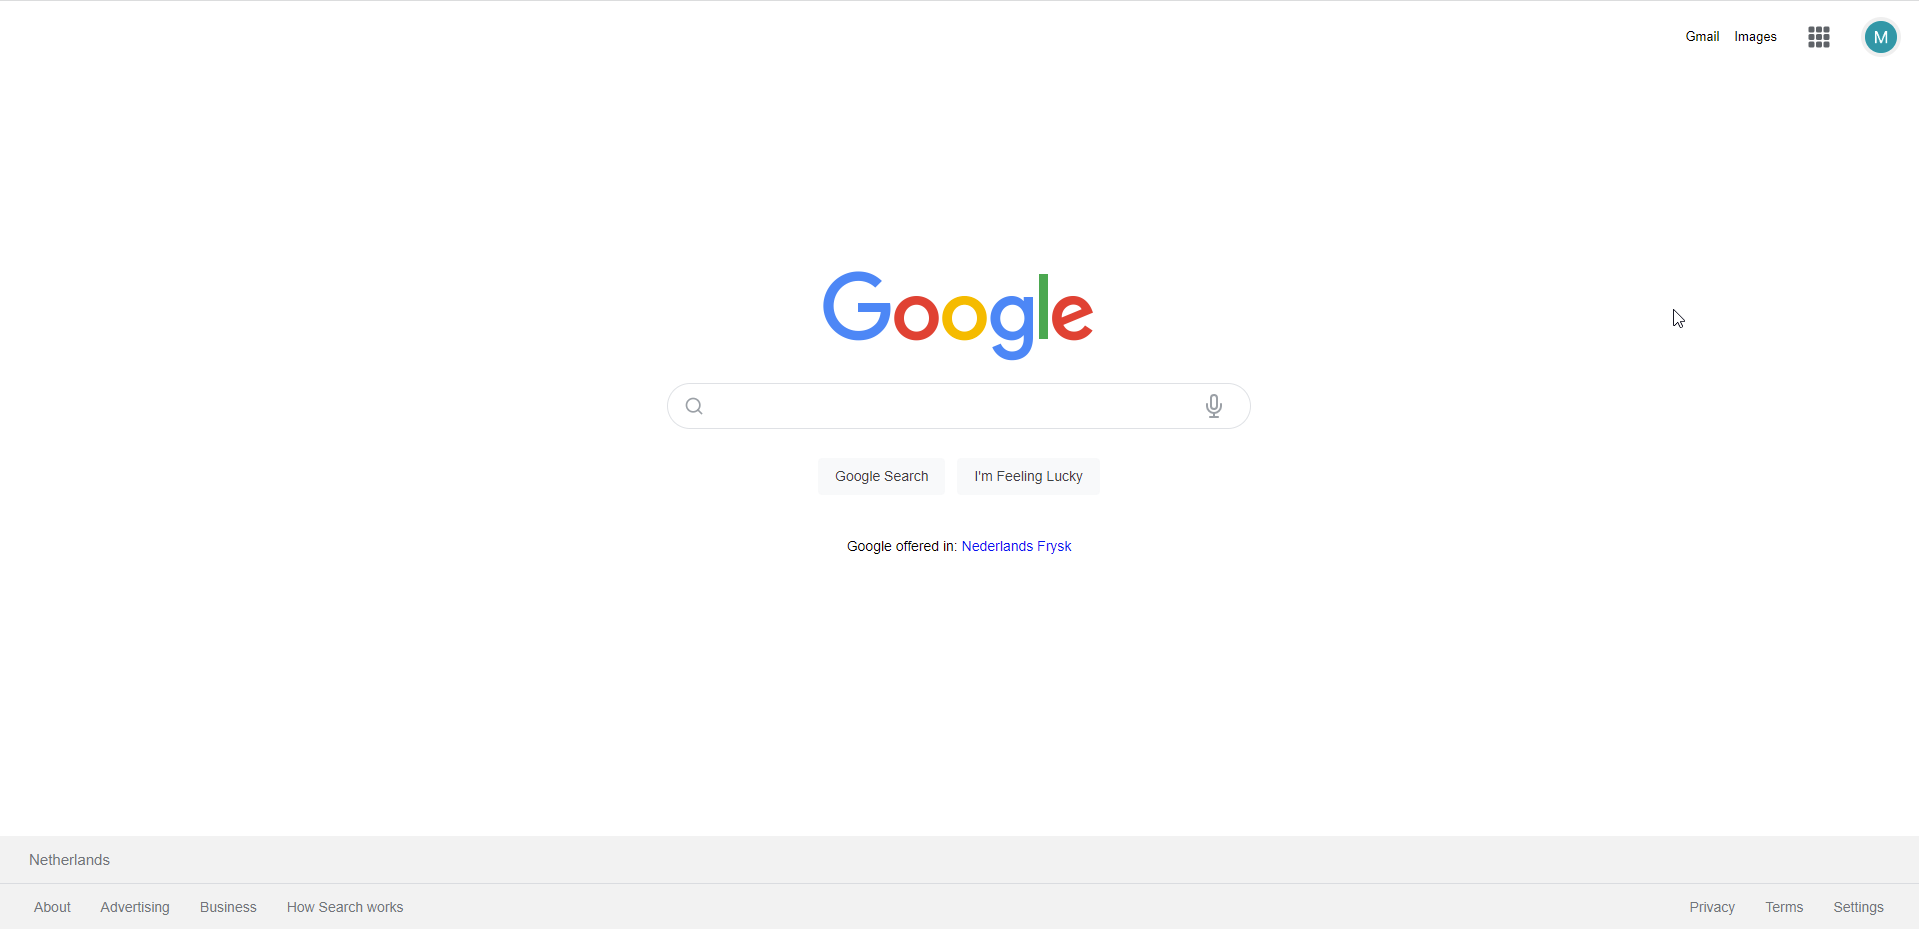 Gmail Images M
Google
Google Search I'm Feeling Lucky
Google offered in: Nederlands Frysk
Netherlands
About Advertising Business How Search works Privacy Terms Settings